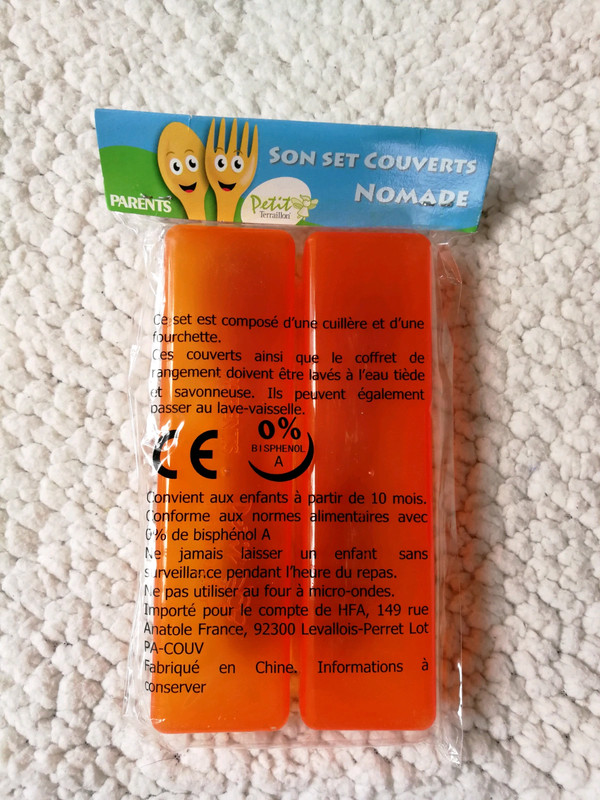 SON SET COUVERTS
NOMADE
PARENTS
Petit
Terraillon
Ce set est composé d'une cuillère et d'une
fourchette.
Ces couverts ainsi que le coffret de
rangement doivent être lavés à l'eau tiède
et savonneuse. Ils peuvent également
passer au lave-vaisselle.
CE
0%
BISPHENOL
A
Convient aux enfants à partir de 10 mois.
Conforme aux normes alimentaires avec
0% de bisphénol A
Ne jamais laisser un enfant sans
surveillance pendant l'heure du repas.
Ne pas utiliser au four à micro-ondes.
Importé pour le compte de HFA, 149 rue
Anatole France, 92300 Levallois-Perret Lot
PA-COUV
Fabriqué en Chine. Informations à
conserver